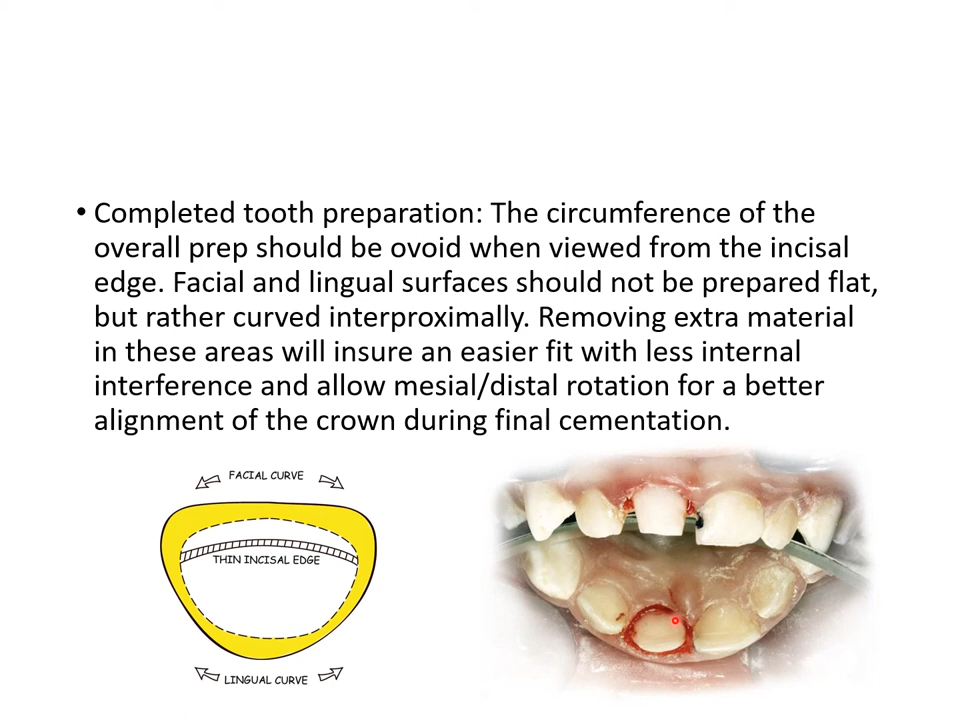 • Completed tooth preparation: The circumference of the
overall prep should be ovoid when viewed from the incisal
edge. Facial and lingual surfaces should not be prepared flat,
but rather curved interproximally. Removing extra material
in these areas will insure an easier fit with less internal
interference and allow mesial/distal rotation for a better
alignment of the crown during final cementation.
FACIAL CURVE
THIN INCISAL EDGE
LINGUAL CURVE